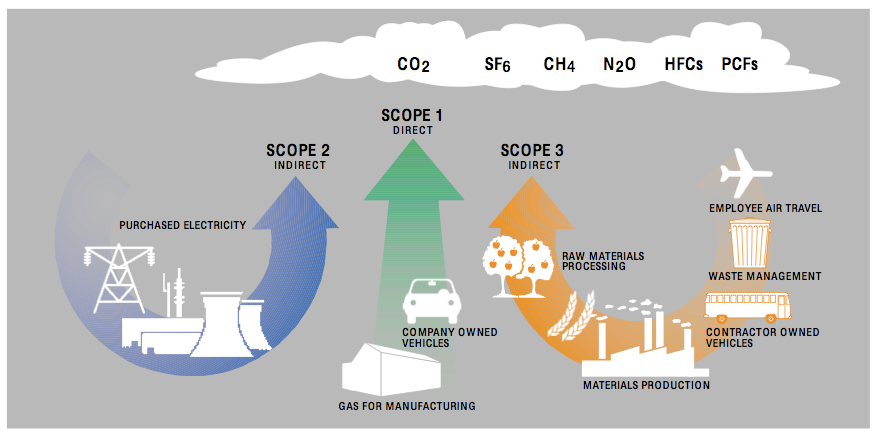 CO2 SF6 CH4 N2O HFCs PCFs
SCOPE 1
DIRECT
SCOPE 2
INDIRECT
SCOPE 3
INDIRECT
PURCHASED ELECTRICITY
COMPANY OWNED
VEHICLES
GAS FOR MANUFACTURING
RAW MATERIALS
PROCESSING
MATERIALS PRODUCTION
EMPLOYEE AIR TRAVEL
WASTE MANAGEMENT
CONTRACTOR OWNED
VEHICLES